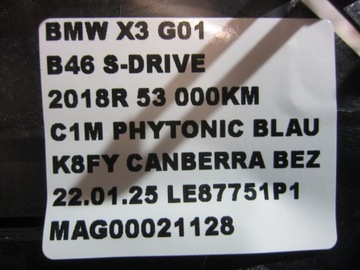 BMW X3 G01
B46 S-DRIVE
2018R 53 000KM
C1M PHYTONIC BLAU
K8FY CANBERRA BEZ
22.01.25 LE87751P1
MAG00021128